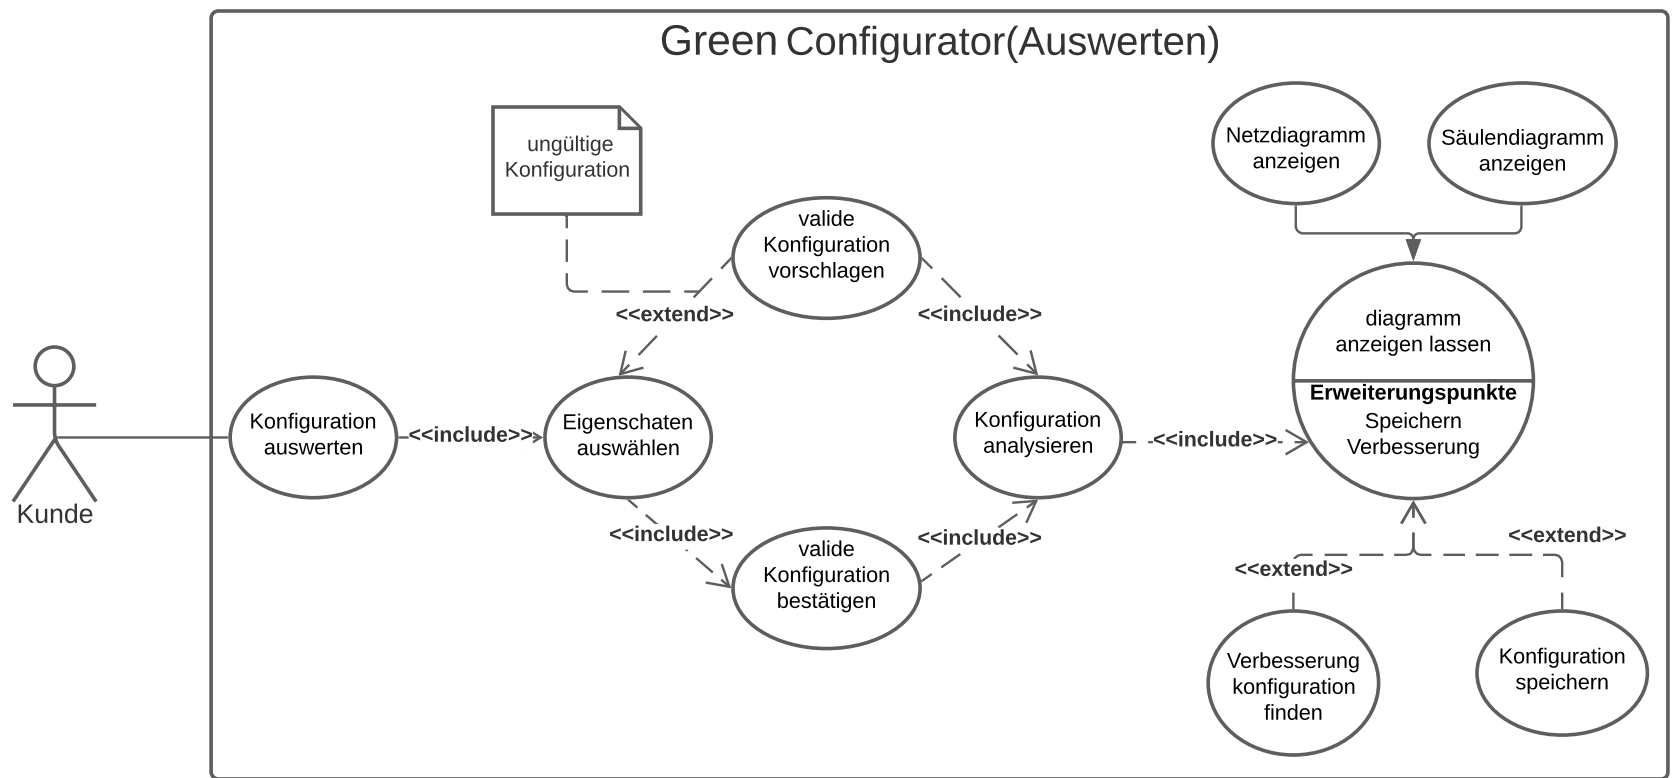 Green Configurator(Auswerten)
ungültige
Konfiguration
valide
Konfiguration
vorschlagen
Netzdiagramm
anzeigen
Säulendiagramm
anzeigen
<<extend>>
<<include>>
diagramm
anzeigen lassen
Erweiterungspunkte
Speichern
Verbesserung
Kunde
Konfiguration
auswerten
<<include>>
Eigenschaten
auswählen
Konfiguration
analysieren
<<include>>
<<include>>
valide
Konfiguration
bestätigen
<<include>>
<<extend>>
<<extend>>
Verbesserung
konfiguration
finden
Konfiguration
speichern